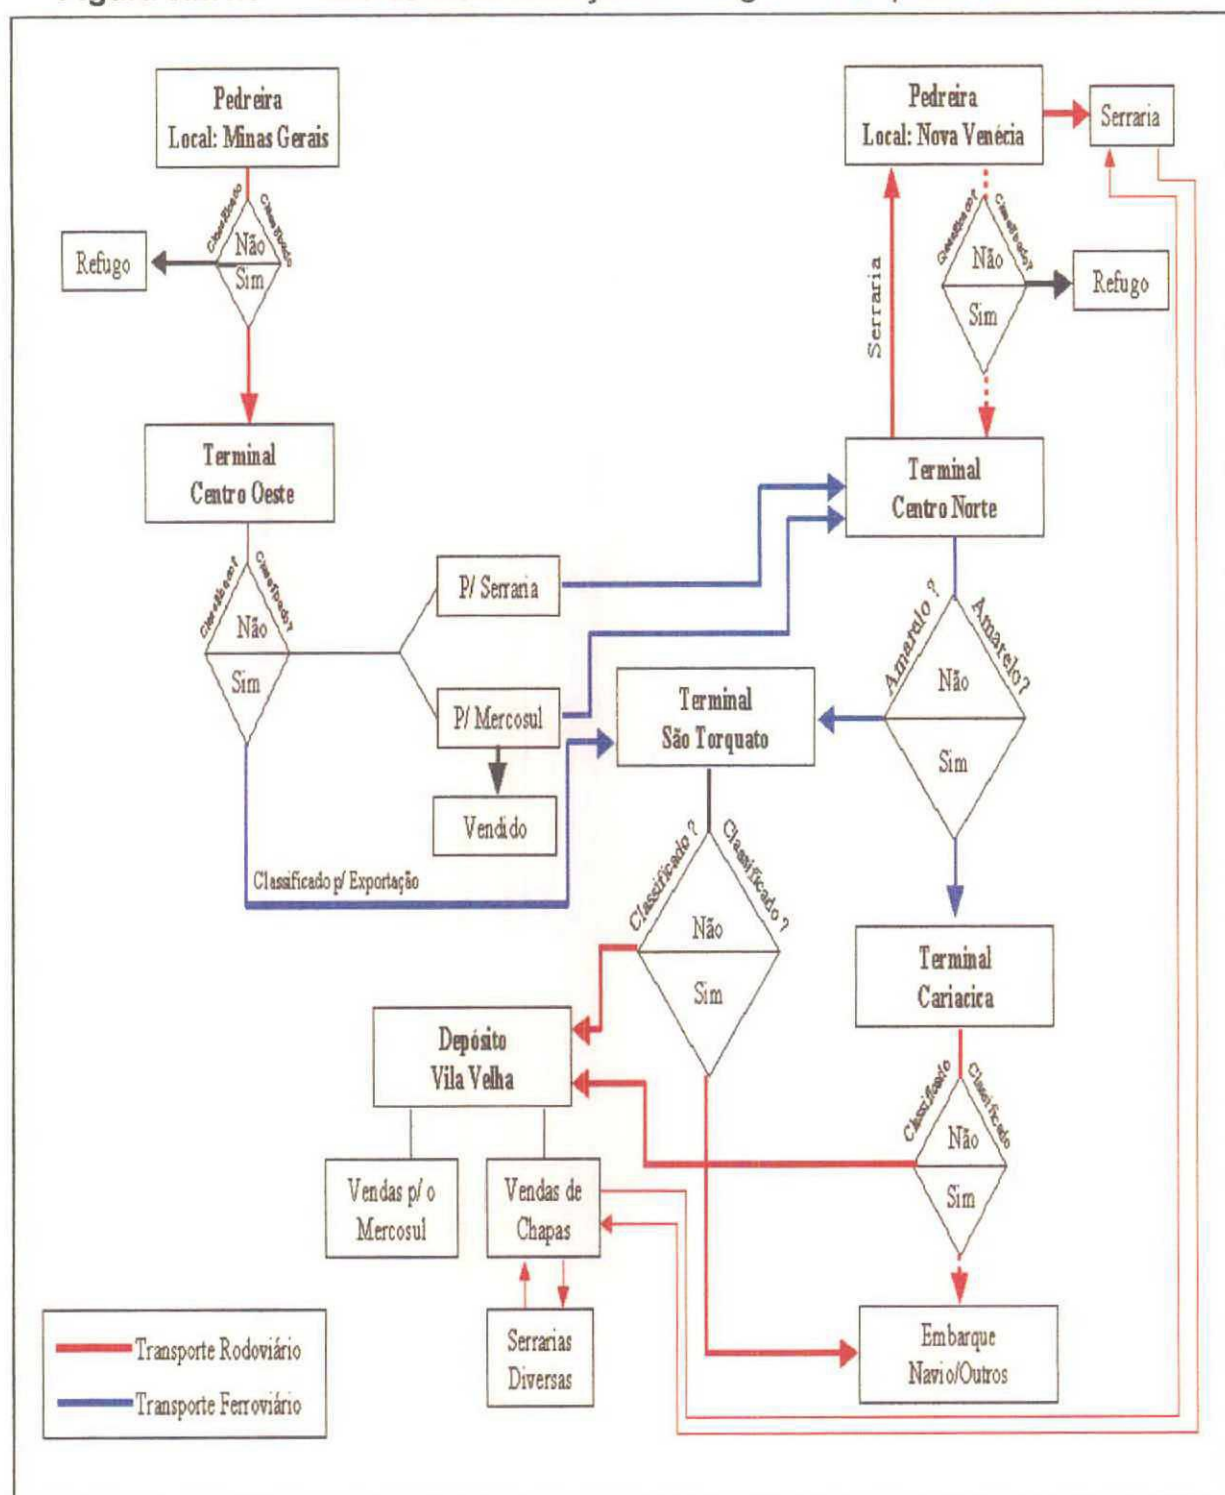 Pedreira
Local: Minas Gerais
Classificado
Classificado
Não
Sim
Refugo
Terminal
Centro Oeste
Classificado?
Classificado?
Não
Sim
P/ Serraria
P/ Mercosul
Vendido
Classificado p/ Exportação
Pedreira
Local: Nova Venécia
Serraria
Serraria
Classificado?
Não
Sim
Refugo
Terminal
Centro Norte
Amarelo ?
Amarelo?
Não
Sim
Terminal
São Torquato
Classificado ?
Classificado ?
Não
Sim
Terminal
Cariacica
Classificado
Classificado
Não
Sim
Depósito
Vila Velha
Vendas p/ o
Mercosul
Vendas de
Chapas
Serrarias
Diversas
Embarque
Navio/Outros
Transporte Rodoviário
Transporte Ferroviário